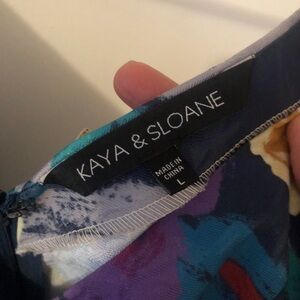 KAYA & SLOANE
MADE IN
CHINA
L